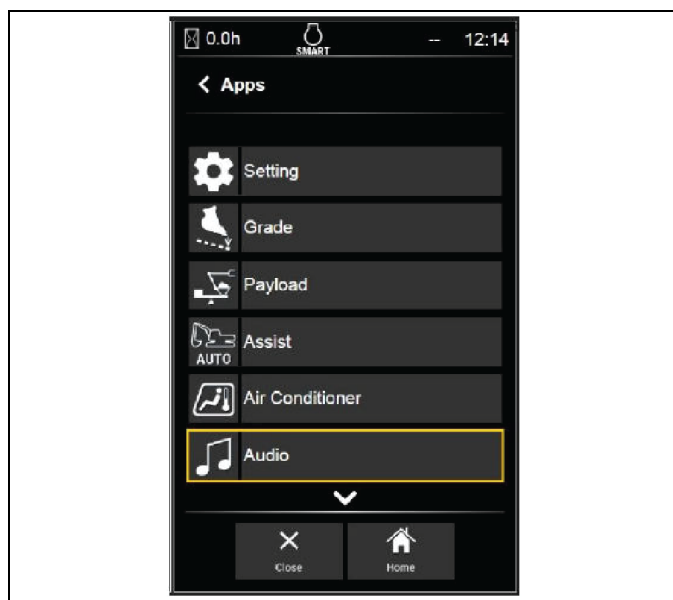 0.0h SMART -- 12:14
Apps
Setting
Grade
Payload
AUTO Assist
Air Conditioner
Audio
Close Home